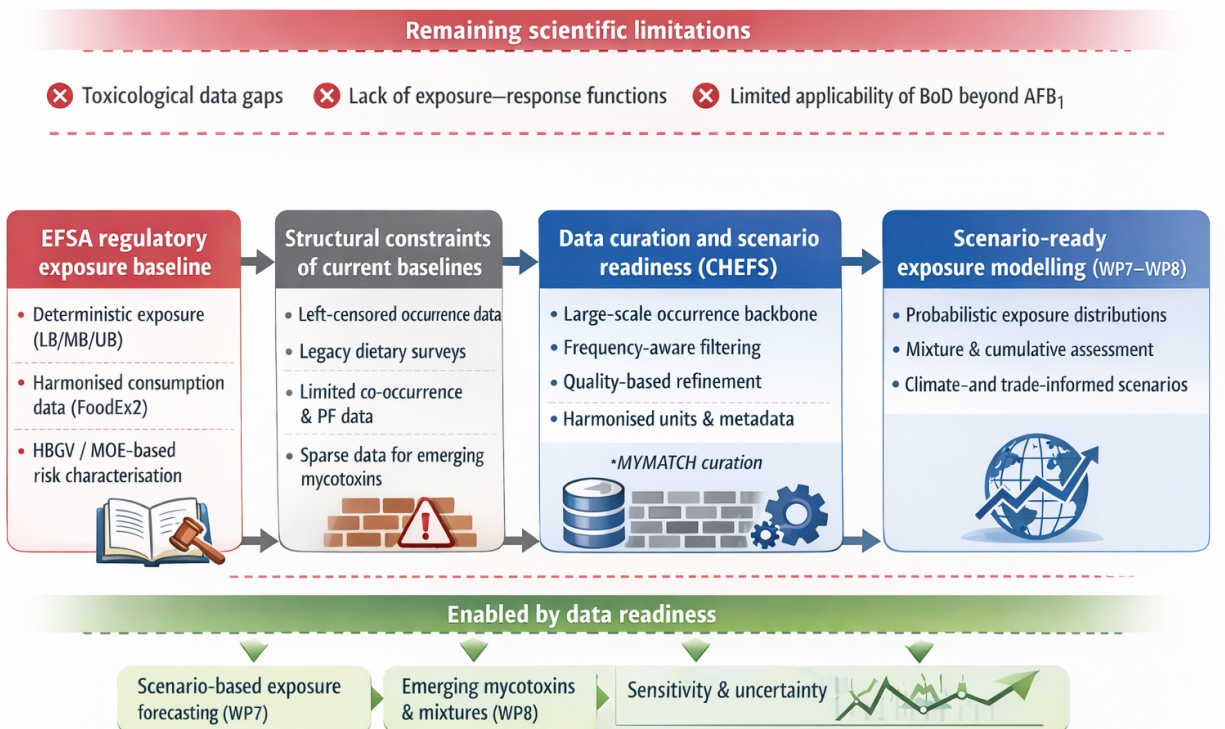 Remaining scientific limitations
Toxicological data gaps
Lack of exposure–response functions
Limited applicability of BoD beyond AFB₁
EFSA regulatory
exposure baseline
• Deterministic exposure
(LB/MB/UB)
• Harmonised consumption
data (FoodEx2)
• HBGV / MOE-based
risk characterisation
Structural constraints
of current baselines
• Left-censored occurrence data
• Legacy dietary surveys
• Limited co-occurrence
& PF data
• Sparse data for emerging
mycotoxins
Data curation and scenario
readiness (CHEFS)
• Large-scale occurrence backbone
• Frequency-aware filtering
• Quality-based refinement
• Harmonised units & metadata
•MYMATCH curation
Scenario-ready
exposure modelling (WP7–WP8)
• Probabilistic exposure distributions
• Mixture & cumulative assessment
• Climate-and trade-informed scenarios
Enabled by data readiness
Scenario-based exposure
forecasting (WP7)
Emerging mycotoxins
& mixtures (WP8)
Sensitivity & uncertainty